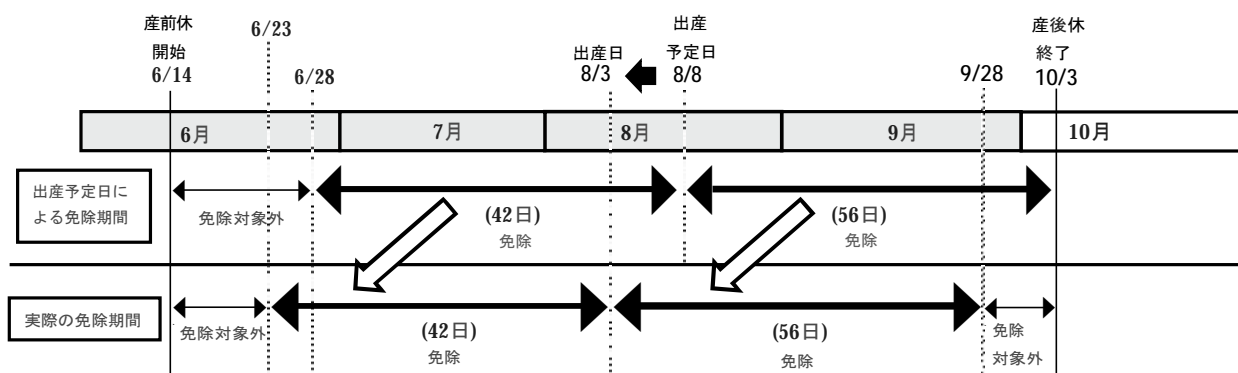 産前休
開始
6/14
6/23
6/28
出産日
8/3
出産
予定日
8/8
9/28
産後休
終了
10/3
6月
7月
8月
9月
10月
出産予定日に
よる免除期間
免除対象外
(42日)
免除
(56日)
免除
実際の免除期間
免除対象外
(42日)
免除
(56日)
免除
免除
対象外